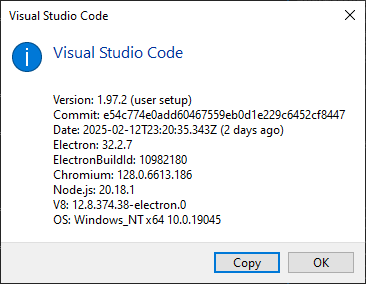 Visual Studio Code
Visual Studio Code
Version: 1.97.2 (user setup)
Commit: e54c774e0add60467559eb0d1e229c6452cf8447
Date: 2025-02-12T23:20:35.343Z (2 days ago)
Electron: 32.2.7
ElectronBuildId: 10982180
Chromium: 128.0.6613.186
Node.js: 20.18.1
V8: 12.8.374.38-electron.0
OS: Windows_NT x64 10.0.19045
Copy
OK